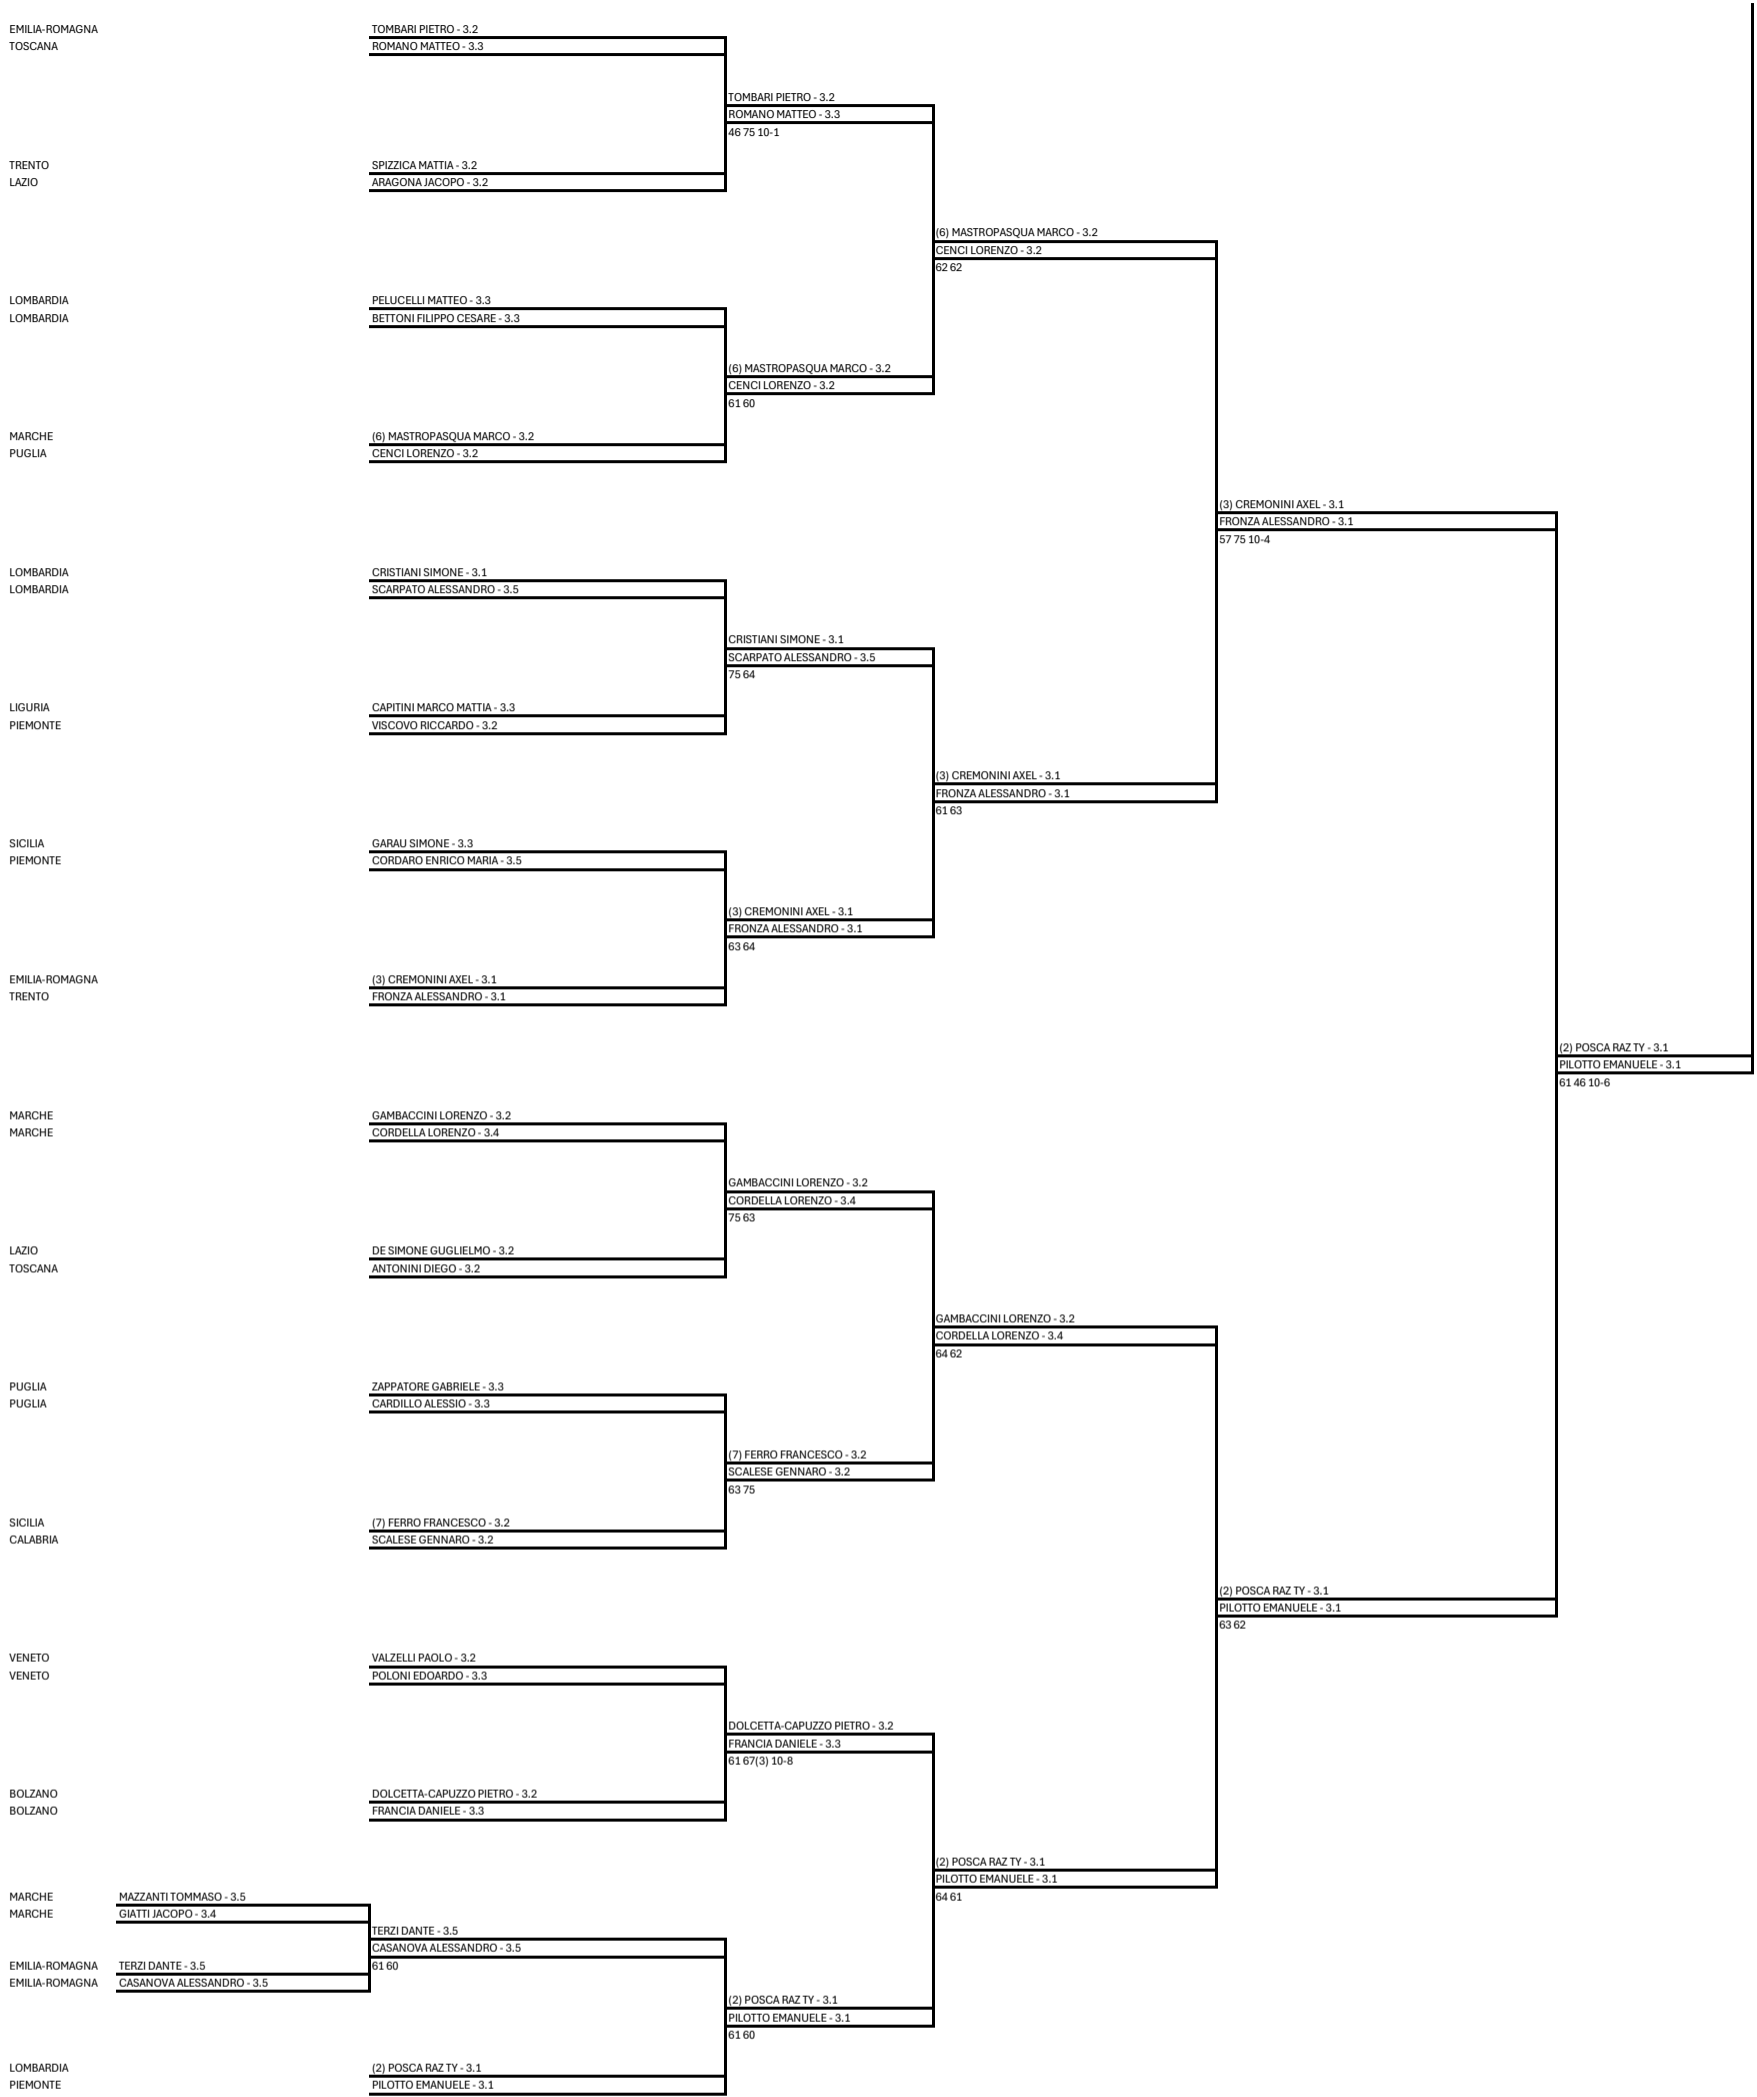 EMILIA-ROMAGNA TOMBARI PIETRO - 3.2
TOSCANA ROMANO MATTEO - 3.3
TOMBARI PIETRO - 3.2
ROMANO MATTEO - 3.3
46 75 10-1
TRENTO SPIZZICA MATTIA - 3.2
LAZIO ARAGONA JACOPO - 3.2
(6) MASTROPASQUA MARCO - 3.2
CENCI LORENZO - 3.2
62 62
LOMBARDIA PELUCELLI MATTEO - 3.3
LOMBARDIA BETTONI FILIPPO CESARE - 3.3
(6) MASTROPASQUA MARCO - 3.2
CENCI LORENZO - 3.2
61 60
MARCHE (6) MASTROPASQUA MARCO - 3.2
PUGLIA CENCI LORENZO - 3.2
(3) CREMONINI AXEL - 3.1
FRONZA ALESSANDRO - 3.1
57 75 10-4
LOMBARDIA CRISTIANI SIMONE - 3.1
LOMBARDIA SCARPATO ALESSANDRO - 3.5
CRISTIANI SIMONE - 3.1
SCARPATO ALESSANDRO - 3.5
75 64
LIGURIA CAPITINI MARCO MATTIA - 3.3
PIEMONTE VISCOVO RICCARDO - 3.2
(3) CREMONINI AXEL - 3.1
FRONZA ALESSANDRO - 3.1
61 63
SICILIA GARAU SIMONE - 3.3
PIEMONTE CORDARO ENRICO MARIA - 3.5
(3) CREMONINI AXEL - 3.1
FRONZA ALESSANDRO - 3.1
63 64
EMILIA-ROMAGNA (3) CREMONINI AXEL - 3.1
TRENTO FRONZA ALESSANDRO - 3.1
(2) POSCA RAZ TY - 3.1
PILOTTO EMANUELE - 3.1
61 46 10-6
MARCHE GAMBACCINI LORENZO - 3.2
MARCHE CORDELLA LORENZO - 3.4
GAMBACCINI LORENZO - 3.2
CORDELLA LORENZO - 3.4
75 63
LAZIO DE SIMONE GUGLIELMO - 3.2
TOSCANA ANTONINI DIEGO - 3.2
GAMBACCINI LORENZO - 3.2
CORDELLA LORENZO - 3.4
64 62
PUGLIA ZAPPATORE GABRIELE - 3.3
PUGLIA CARDILLO ALESSIO - 3.3
(7) FERRO FRANCESCO - 3.2
SCALESE GENNARO - 3.2
63 75
SICILIA (7) FERRO FRANCESCO - 3.2
CALABRIA SCALESE GENNARO - 3.2
(2) POSCA RAZ TY - 3.1
PILOTTO EMANUELE - 3.1
63 62
VENETO VALZELLI PAOLO - 3.2
VENETO POLONI EDOARDO - 3.3
DOLCETTA-CAPUZZO PIETRO - 3.2
FRANCIA DANIELE - 3.3
61 67(3) 10-8
BOLZANO DOLCETTA-CAPUZZO PIETRO - 3.2
BOLZANO FRANCIA DANIELE - 3.3
(2) POSCA RAZ TY - 3.1
PILOTTO EMANUELE - 3.1
64 61
MARCHE MAZZANTI TOMMASO - 3.5
MARCHE GIATTI JACOPO - 3.4
TERZI DANTE - 3.5
CASANOVA ALESSANDRO - 3.5
EMILIA-ROMAGNA TERZI DANTE - 3.5 61 60
EMILIA-ROMAGNA CASANOVA ALESSANDRO - 3.5
(2) POSCA RAZ TY - 3.1
PILOTTO EMANUELE - 3.1
61 60
LOMBARDIA (2) POSCA RAZ TY - 3.1
PIEMONTE PILOTTO EMANUELE - 3.1